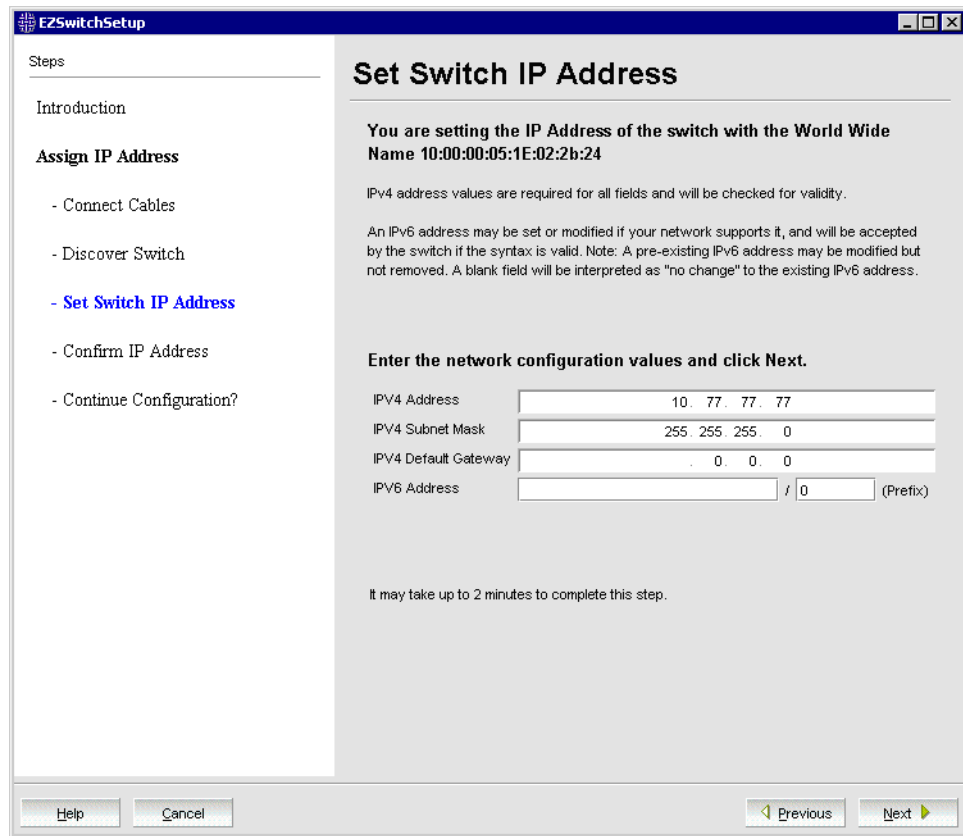 EZSwitchSetup
Steps
Introduction
Assign IP Address
- Connect Cables
- Discover Switch
- Set Switch IP Address
- Confirm IP Address
- Continue Configuration?
Set Switch IP Address
You are setting the IP Address of the switch with the World Wide
Name 10:00:00:05:1E:02:2b:24
IPv4 address values are required for all fields and will be checked for validity.
An IPv6 address may be set or modified if your network supports it, and will be accepted
by the switch if the syntax is valid. Note: A pre-existing IPv6 address may be modified but
not removed. A blank field will be interpreted as "no change" to the existing IPv6 address.
Enter the network configuration values and click Next.
IPV4 Address 10. 77. 77. 77
IPV4 Subnet Mask 255. 255. 255. 0
IPV4 Default Gateway . 0. 0. 0
IPV6 Address / 0 (Prefix)
It may take up to 2 minutes to complete this step.
Help Cancel Previous Next